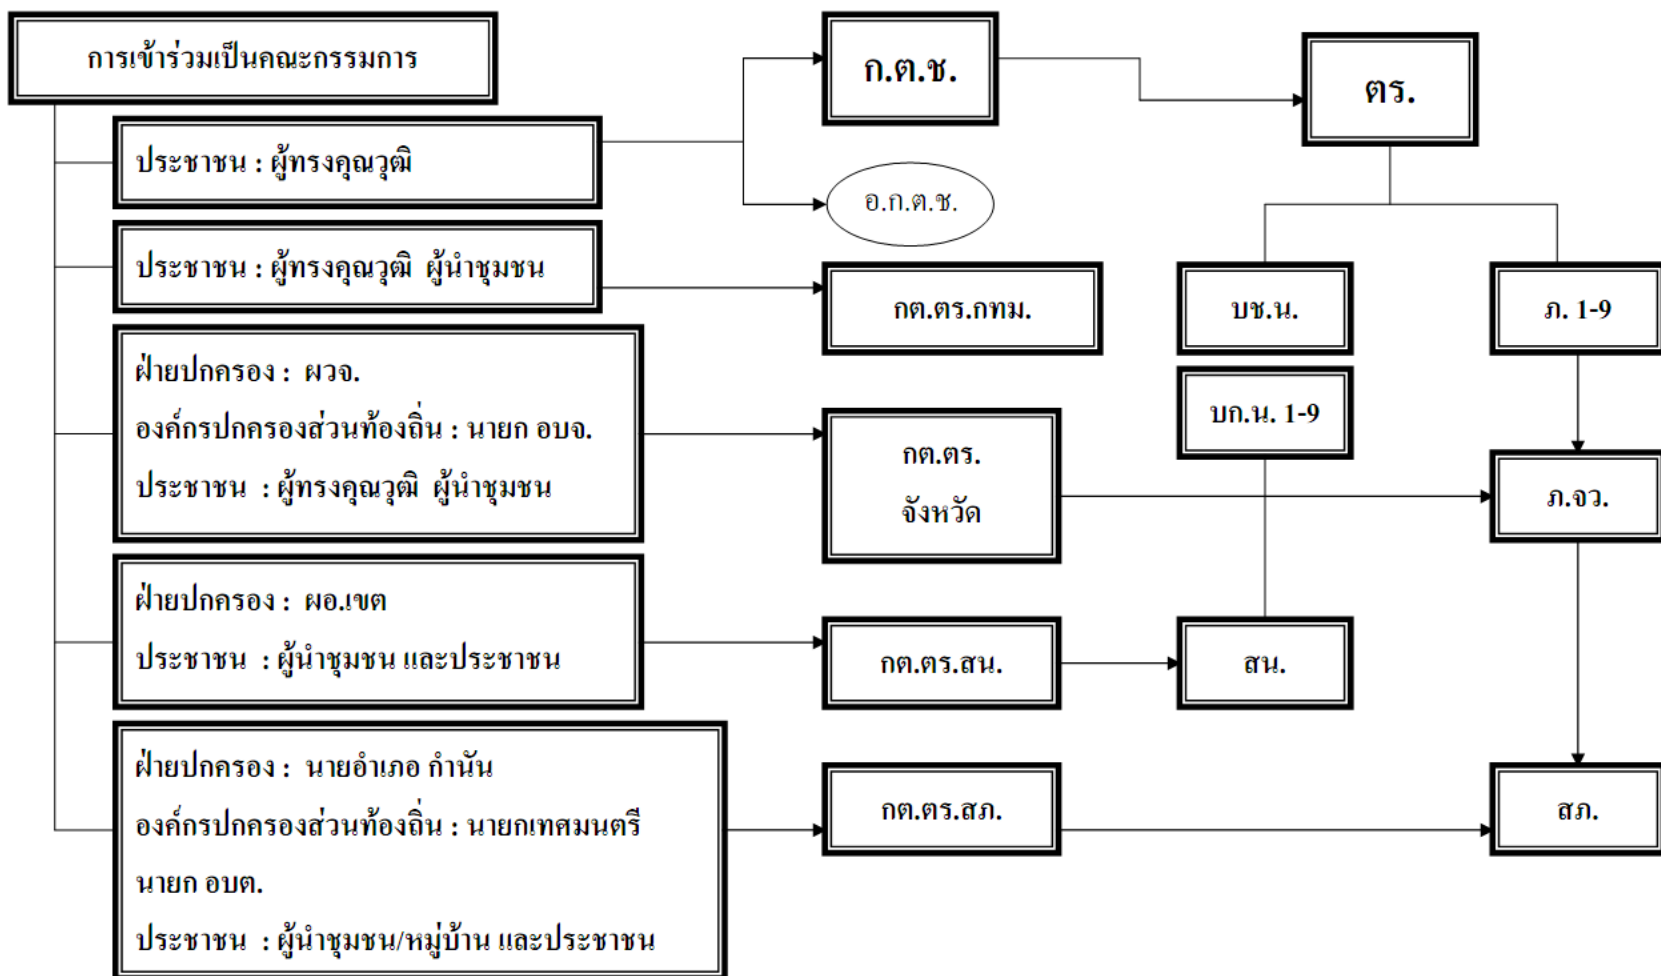 การเข้าร่วมเป็นคณะกรรมการ
ก.ต.ช.
ตร.
ประชาชน : ผู้ทรงคุณวุฒิ
อ.ก.ต.ช.
ประชาชน : ผู้ทรงคุณวุฒิ ผู้นำชุมชน
กต.ตร.กทม.
บช.น.
ภ. 1-9
ฝ่ายปกครอง : ผวจ.
องค์กรปกครองส่วนท้องถิ่น : นายก อบจ.
ประชาชน : ผู้ทรงคุณวุฒิ ผู้นำชุมชน
กต.ตร.
จังหวัด
บก.น. 1-9
ภ.จว.
ฝ่ายปกครอง : ผอ.เขต
ประชาชน : ผู้นำชุมชน และประชาชน
กต.ตร.สน.
สน.
ฝ่ายปกครอง : นายอำเภอ กำนัน
องค์กรปกครองส่วนท้องถิ่น : นายกเทศมนตรี
นายก อบต.
ประชาชน : ผู้นำชุมชน/หมู่บ้าน และประชาชน
กต.ตร.สภ.
สภ.